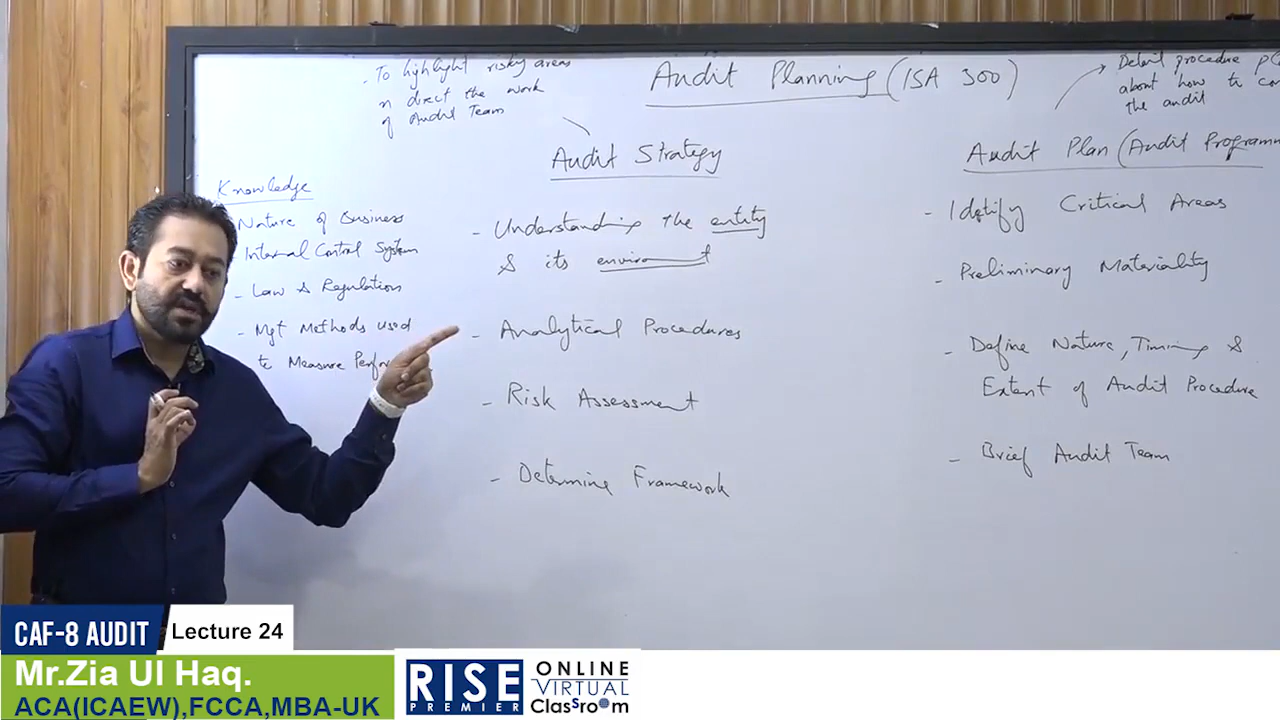 - To highlight risky areas
n direct the work
of Audit Team
Audit Planning (ISA 300)
Detail procedure
about how to
the audit
Audit Strategy
Audit Plan (Audit Programm
Knowledge
Nature of Business
Internal Control System
- Law & Regulation
- Mgt Methods used
to Measure Perfor
- Understanding the entity
& its enviro
- Analytical Procedures
- Risk Assessment
- Determine Framework
- Identify Critical Areas
- Preliminary Materiality
- Define Nature, Timing &
Extent of Audit Procedure
- Brief Audit Team
CAF-8 AUDIT
Lecture 24
Mr.Zia Ul Haq.
ACA(ICAEW),FCCA,MBA-UK
RISE
PREMIER
ONLINE
VIRTUAL
Classroom